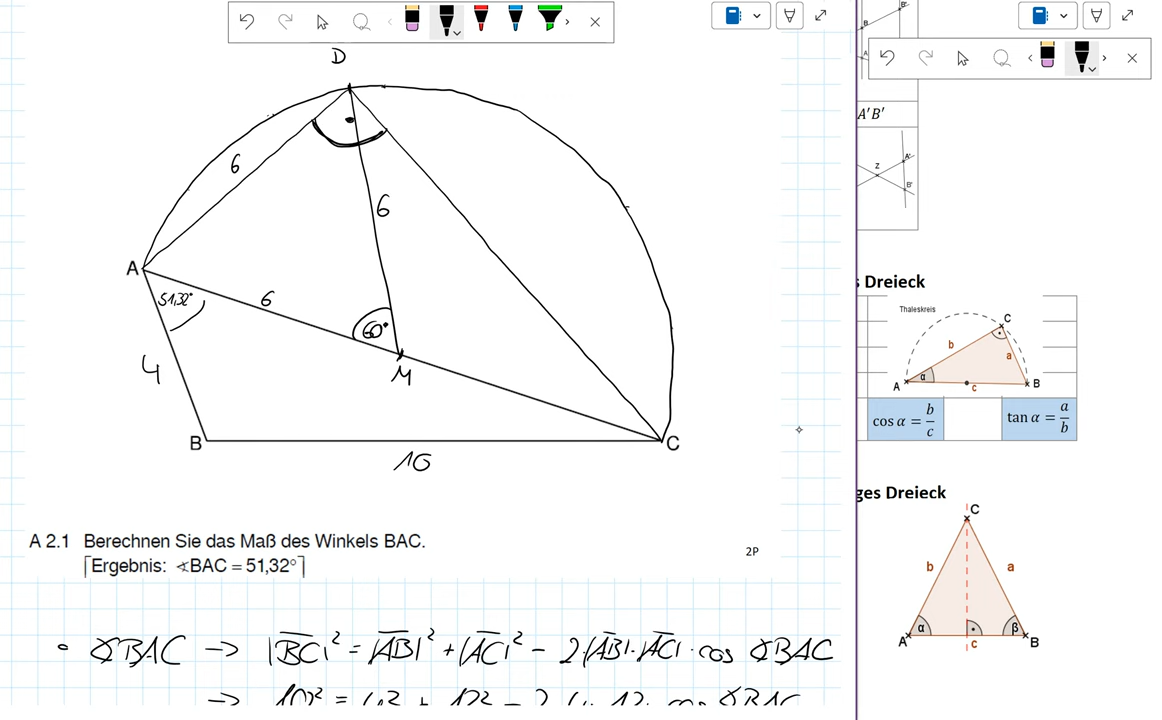 D
6
6
A
51,32°
6
60°
4
M
B
C
10
A 2.1 Berechnen Sie das Maß des Winkels BAC.
2P
⌈Ergebnis: ∢BAC = 51,32°⌉
• ∢BAC → |BC|² = |AB|² + |AC|² - 2·|AB|·|AC|·cos ∢BAC
B
B'
A
A'B'
Z
A'
B'
s Dreieck
Thaleskreis
C
b
a
α
A
c
B
cos α = b/c
tan α = a/b
ges Dreieck
C
b
a
α
β
A
c
B